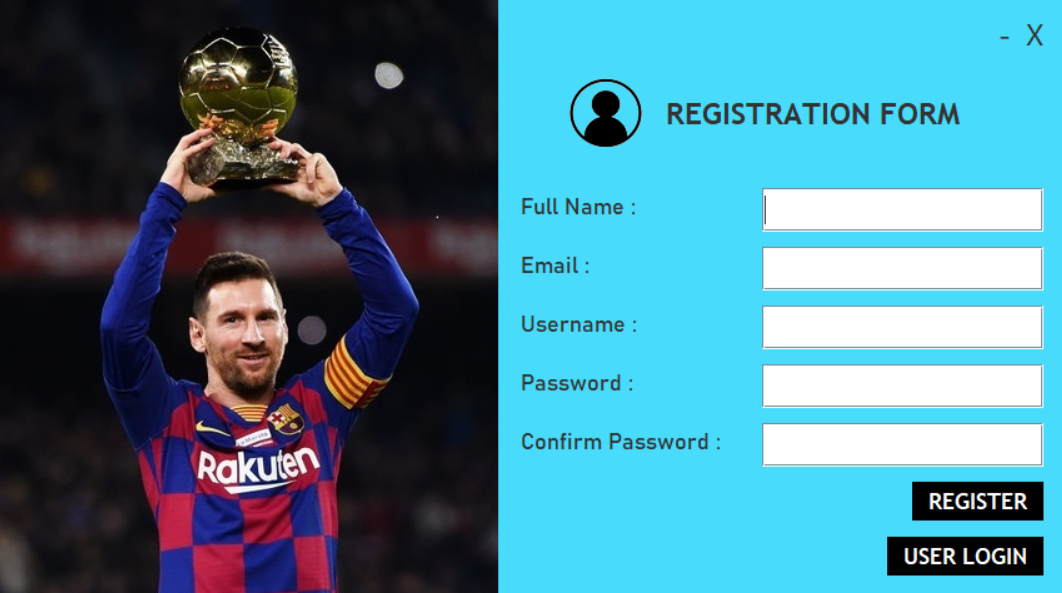 - X
REGISTRATION FORM
Full Name :
Email :
Username :
Password :
Confirm Password :
REGISTER
USER LOGIN
Rakuten